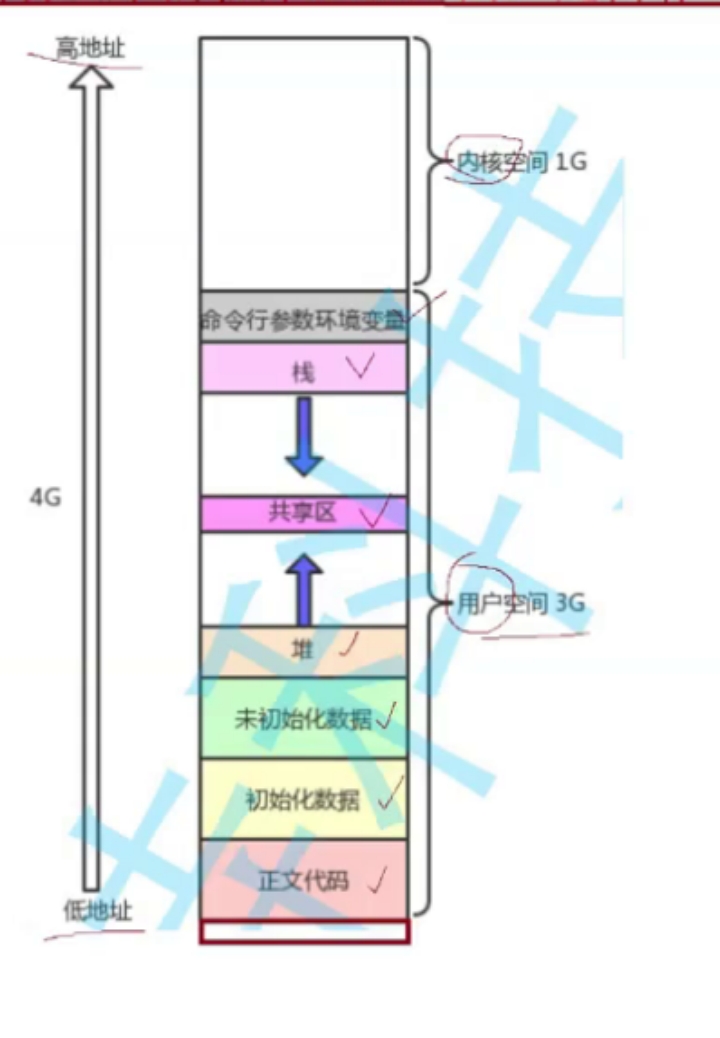 高地址
内核空间 1G
命令行参数环境变量
栈
4G
共享区
用户空间 3G
堆
未初始化数据
初始化数据
正文代码
低地址